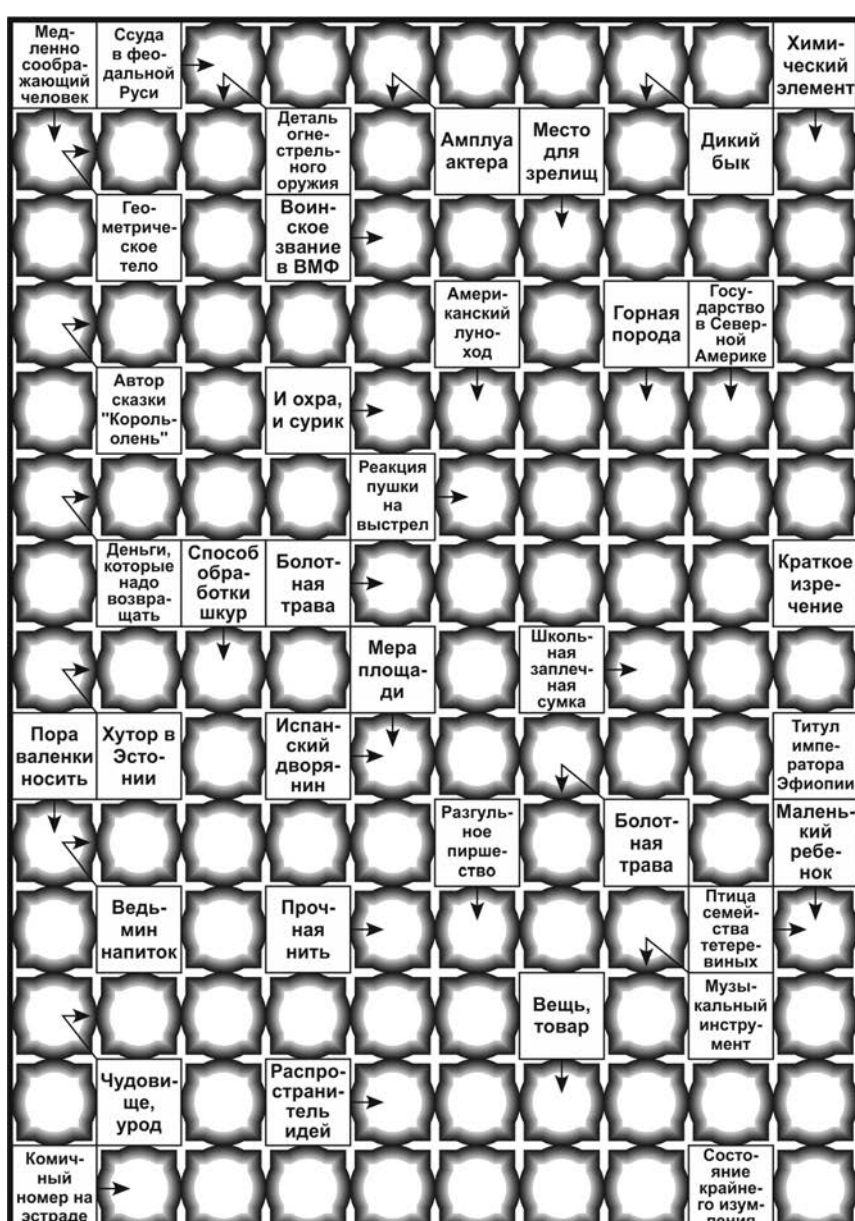 Мед-
ленно
сообра-
жающий
человек
Ссуда
в фео-
дальной
Руси
Хими-
ческий
элемент
Деталь
огне-
стрель-
ного
оружия
Амплуа
актера
Место
для
зрелищ
Дикий
бык
Гео-
метриче-
ское
тело
Воин-
ское
звание
в ВМФ
Амери-
канский
луно-
ход
Горная
порода
Госу-
дарство
в Север-
ной
Америке
Автор
сказки
"Король-
олень"
И охра,
и сурик
Реакция
пушки
на
выстрел
Деньги,
которые
надо
возвра-
щать
Способ
обра-
ботки
шкур
Болот-
ная
трава
Краткое
изре-
чение
Мера
площа-
ди
Школь-
ная
заплеч-
ная
сумка
Пора
валенки
носить
Хутор в
Эсто-
нии
Испан-
ский
дворя-
нин
Титул
импе-
ратора
Эфиопии
Разгуль-
ное
пирше-
ство
Болот-
ная
трава
Малень-
кий
ребе-
нок
Ведь-
мин
напиток
Проч-
ная
нить
Птица
семей-
ства
тетере-
виных
Вещь,
товар
Музы-
кальный
инстру-
мент
Чудови-
ще,
урод
Распро-
страни-
тель
идей
Комич-
ный
номер на
эстраде
Состо-
яние
крайне-
го изум-
ления